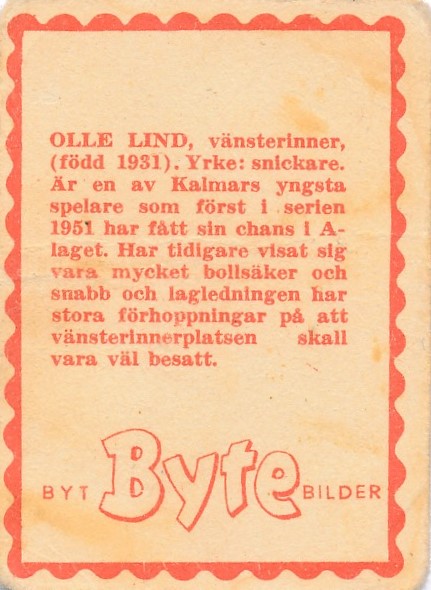 OLLE LIND, vänsterinner,
(född 1931). Yrke: snickare.
Är en av Kalmars yngsta
spelare som först i serien
1951 har fått sin chans i A-
laget. Har tidigare visat sig
vara mycket bollsäker och
snabb och lagledningen har
stora förhoppningar på att
vänsterinnerplatsen skall
vara väl besatt.
BYT Byte BILDER